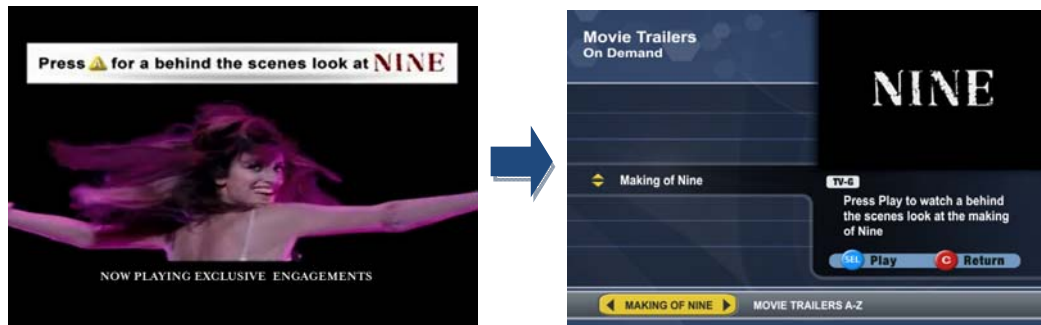 Press A for a behind the scenes look at NINE
NOW PLAYING EXCLUSIVE ENGAGEMENTS
Movie Trailers
On Demand
NINE
Making of Nine
TV-G
Press Play to watch a behind
the scenes look at the making
of Nine
SEL Play C Return
MAKING OF NINE MOVIE TRAILERS A-Z